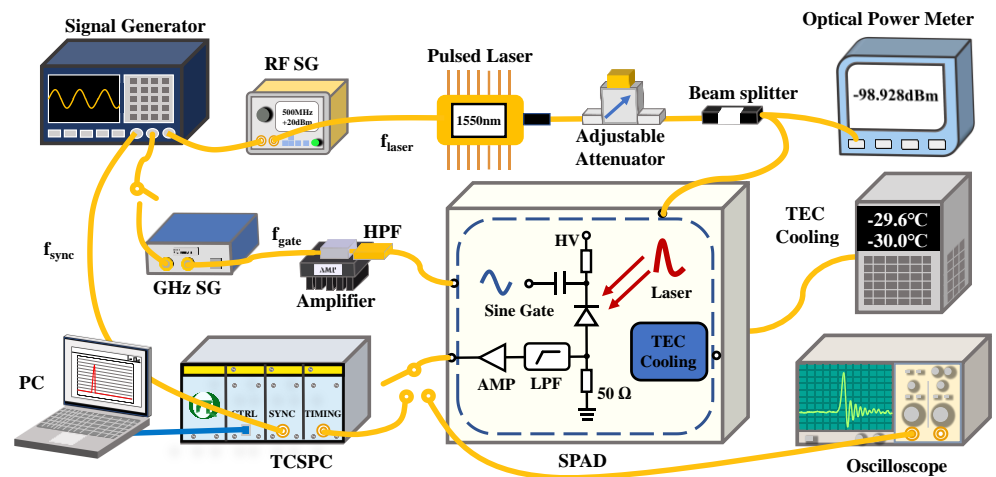 Signal Generator
RF SG
500MHz
+20dBm
f_laser
Pulsed Laser
1550nm
Adjustable
Attenuator
Beam splitter
Optical Power Meter
-98.928dBm
f_sync
GHz SG
f_gate
HPF
AMP
Amplifier
HV
Sine Gate
Laser
TEC
Cooling
AMP
LPF
50 Ω
SPAD
TEC
Cooling
-29.6℃
-30.0℃
PC
CTRL
SYNC
TIMING
TCSPC
Oscilloscope